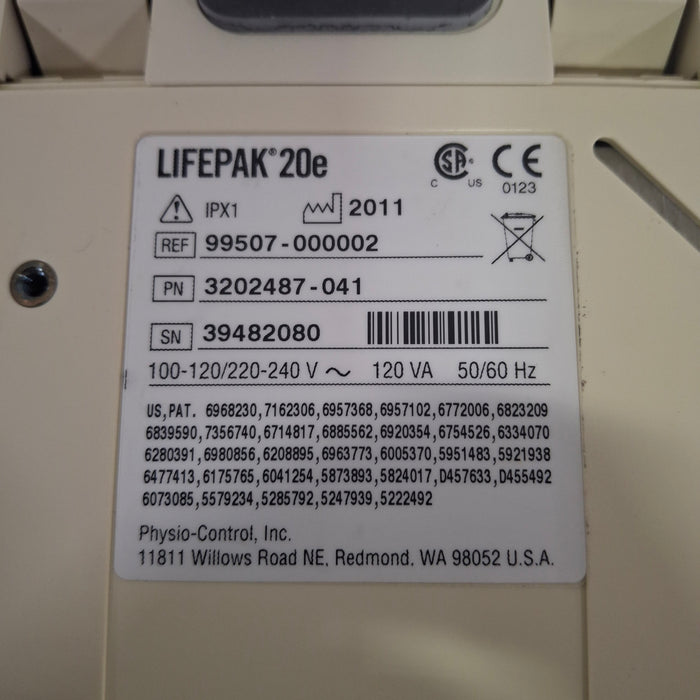 LIFEPAK® 20e
C SA® US CE 0123
IPX1 2011
REF 99507-000002
PN 3202487-041
SN 39482080
100-120/220-240 V ~ 120 VA 50/60 Hz
US,PAT. 6968230,7162306,6957368,6957102,6772006,6823209
6839590,7356740,6714817,6885562,6920354,6754526,6334070
6280391,6980856,6208895,6963773,6005370,5951483,5921938
6477413,6175765,6041254,5873893,5824017,D457633,D455492
6073085,5579234,5285792,5247939,5222492
Physio-Control, Inc.
11811 Willows Road NE, Redmond, WA 98052 U.S.A.